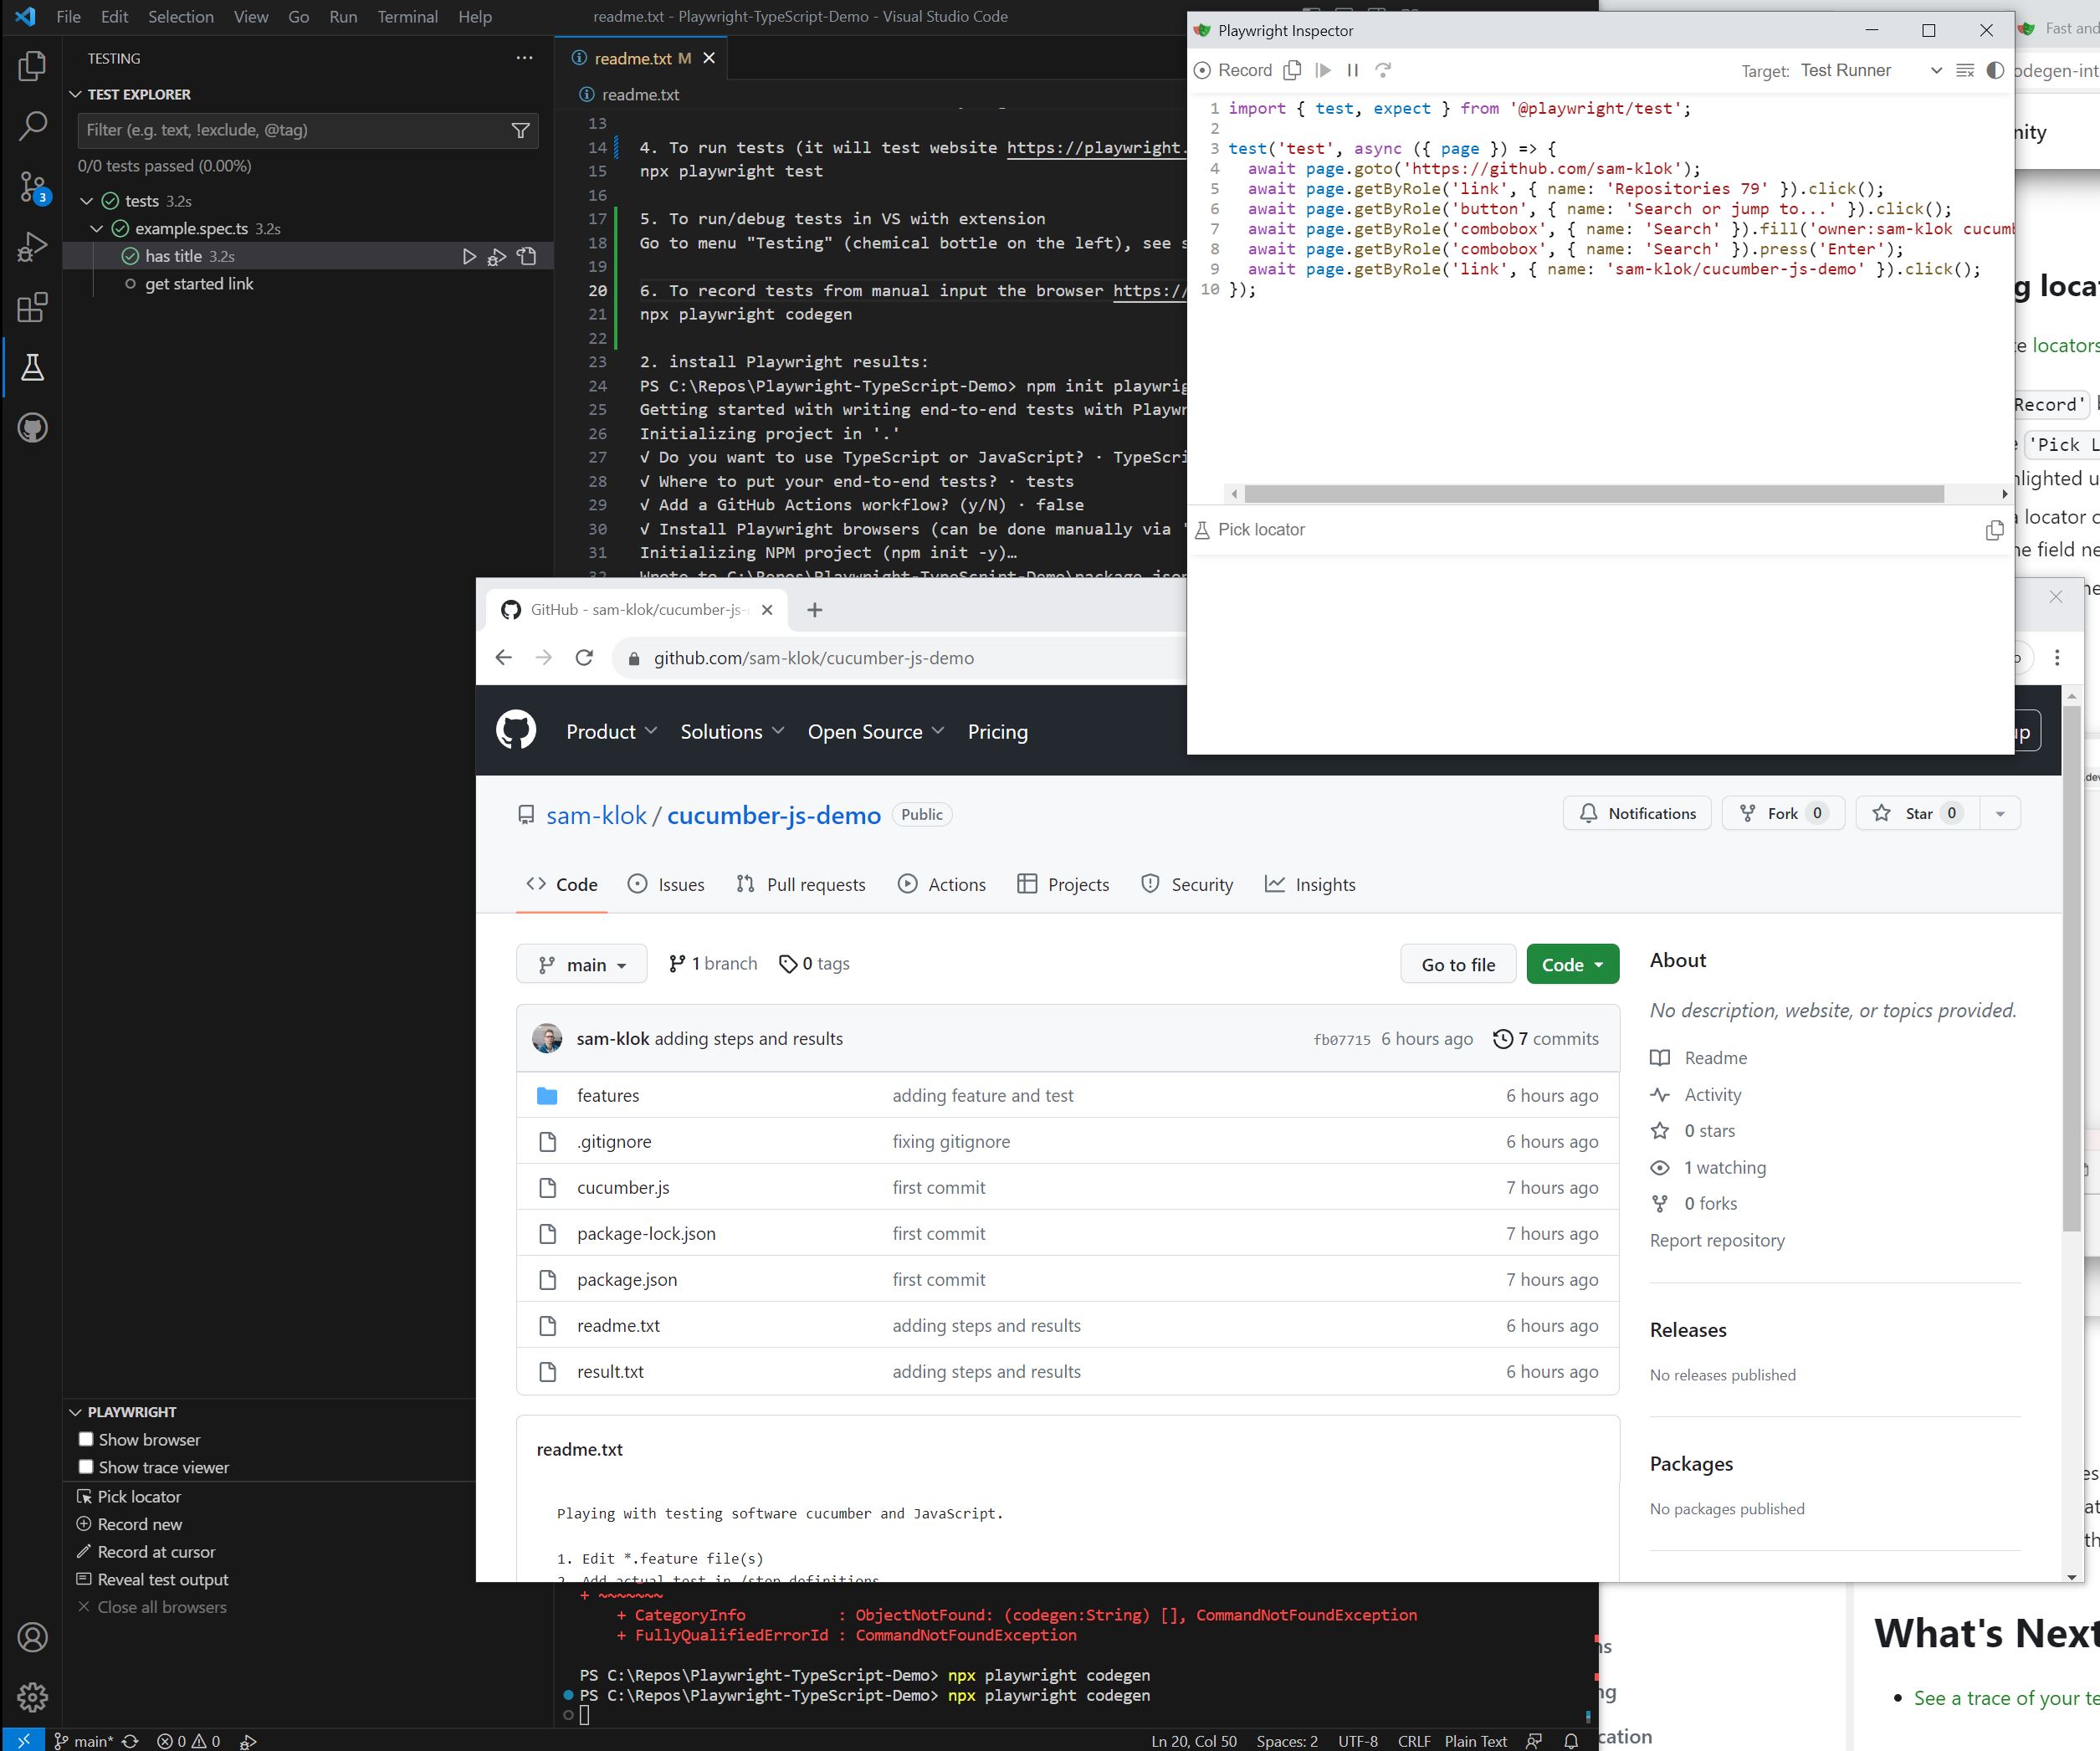 File Edit Selection View Go Run Terminal Help
readme.txt - Playwright-TypeScript-Demo - Visual Studio Code
TESTING
TEST EXPLORER
Filter (e.g. text, !exclude, @tag)
0/0 tests passed (0.00%)
tests 3.2s
example.spec.ts 3.2s
has title 3.2s
get started link
3
PLAYWRIGHT
Show browser
Show trace viewer
Pick locator
Record new
Record at cursor
Reveal test output
Close all browsers
readme.txt M
readme.txt
13
14 4. To run tests (it will test website https://playwright.
15 npx playwright test
16
17 5. To run/debug tests in VS with extension
18 Go to menu "Testing" (chemical bottle on the left), see s
19
20 6. To record tests from manual input the browser https:/
21 npx playwright codegen
22
23 2. install Playwright results:
24 PS C:\Repos\Playwright-TypeScript-Demo> npm init playwrig
25 Getting started with writing end-to-end tests with Playwr
26 Initializing project in '.'
27 √ Do you want to use TypeScript or JavaScript? · TypeScri
28 √ Where to put your end-to-end tests? · tests
29 √ Add a GitHub Actions workflow? (y/N) · false
30 √ Install Playwright browsers (can be done manually via '
31 Initializing NPM project (npm init -y)…
32 Wrote to C:\Repos\Playwright-TypeScript-Demo\package.json
Playwright Inspector
Record
Target: Test Runner
1 import { test, expect } from '@playwright/test';
2
3 test('test', async ({ page }) => {
4 await page.goto('https://github.com/sam-klok');
5 await page.getByRole('link', { name: 'Repositories 79' }).click();
6 await page.getByRole('button', { name: 'Search or jump to...' }).click();
7 await page.getByRole('combobox', { name: 'Search' }).fill('owner:sam-klok cucum
8 await page.getByRole('combobox', { name: 'Search' }).press('Enter');
9 await page.getByRole('link', { name: 'sam-klok/cucumber-js-demo' }).click();
10 });
Pick locator
Fast and
odegen-int
nity
g loca
te locators
Record'
'Pick L
hlighted u
a locator c
he field ne
GitHub - sam-klok/cucumber-js-
github.com/sam-klok/cucumber-js-demo
Product Solutions Open Source Pricing
up
sam-klok / cucumber-js-demo Public
Notifications Fork 0 Star 0
Code Issues Pull requests Actions Projects Security Insights
main 1 branch 0 tags
Go to file Code
sam-klok adding steps and results fb07715 6 hours ago 7 commits
features adding feature and test 6 hours ago
.gitignore fixing gitignore 6 hours ago
cucumber.js first commit 7 hours ago
package-lock.json first commit 7 hours ago
package.json first commit 7 hours ago
readme.txt adding steps and results 6 hours ago
result.txt adding steps and results 6 hours ago
About
No description, website, or topics provided.
Readme
Activity
0 stars
1 watching
0 forks
Report repository
Releases
No releases published
Packages
No packages published
readme.txt
Playing with testing software cucumber and JavaScript.
1. Edit *.feature file(s)
2. Add actual test in /step_definitions
+ ~~~~~~~
+ CategoryInfo : ObjectNotFound: (codegen:String) [], CommandNotFoundException
+ FullyQualifiedErrorId : CommandNotFoundException
PS C:\Repos\Playwright-TypeScript-Demo> npx playwright codegen
PS C:\Repos\Playwright-TypeScript-Demo> npx playwright codegen
What's Next
See a trace of your te
ns
ng
cation
main* 0 0
Ln 20, Col 50 Spaces: 2 UTF-8 CRLF Plain Text